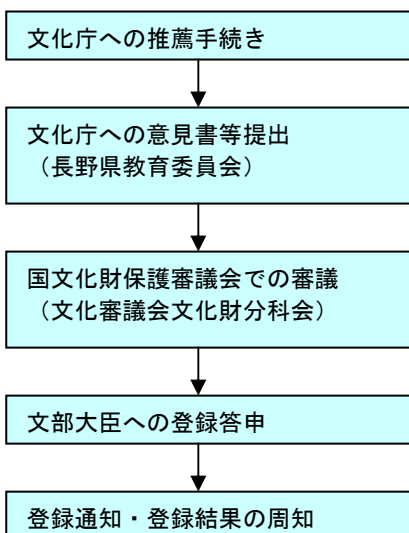 文化庁への推薦手続き
文化庁への意見書等提出
（長野県教育委員会）
国文化財保護審議会での審議
（文化審議会文化財分科会）
文部大臣への登録答申
登録通知・登録結果の周知